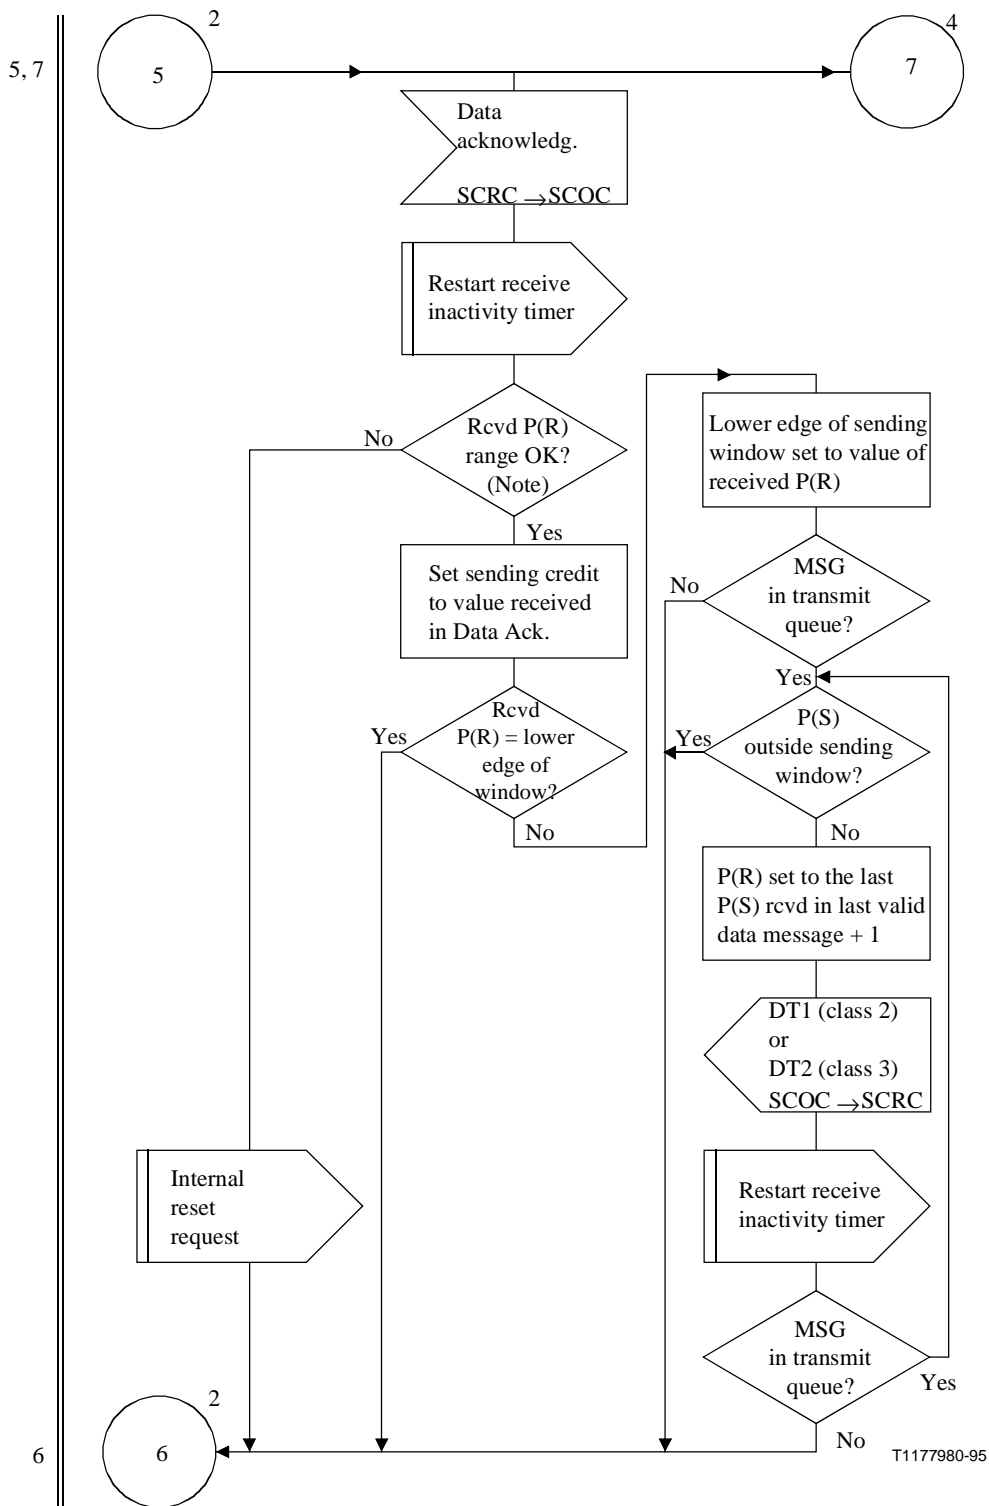 2
4
5, 7
5
7
Data
acknowledg.
SCRC → SCOC
Restart receive
inactivity timer
No
Rcvd P(R)
range OK?
(Note)
Yes
Set sending credit
to value received
in Data Ack.
Yes
Rcvd
P(R) = lower
edge of
window?
No
Lower edge of sending
window set to value of
received P(R)
No
MSG
in transmit
queue?
Yes
Yes
P(S)
outside sending
window?
No
P(R) set to the last
P(S) rcvd in last valid
data message + 1
DT1 (class 2)
or
DT2 (class 3)
SCOC → SCRC
Internal
reset
request
Restart receive
inactivity timer
MSG
in transmit
queue?
Yes
No
2
6
6
T1177980-95